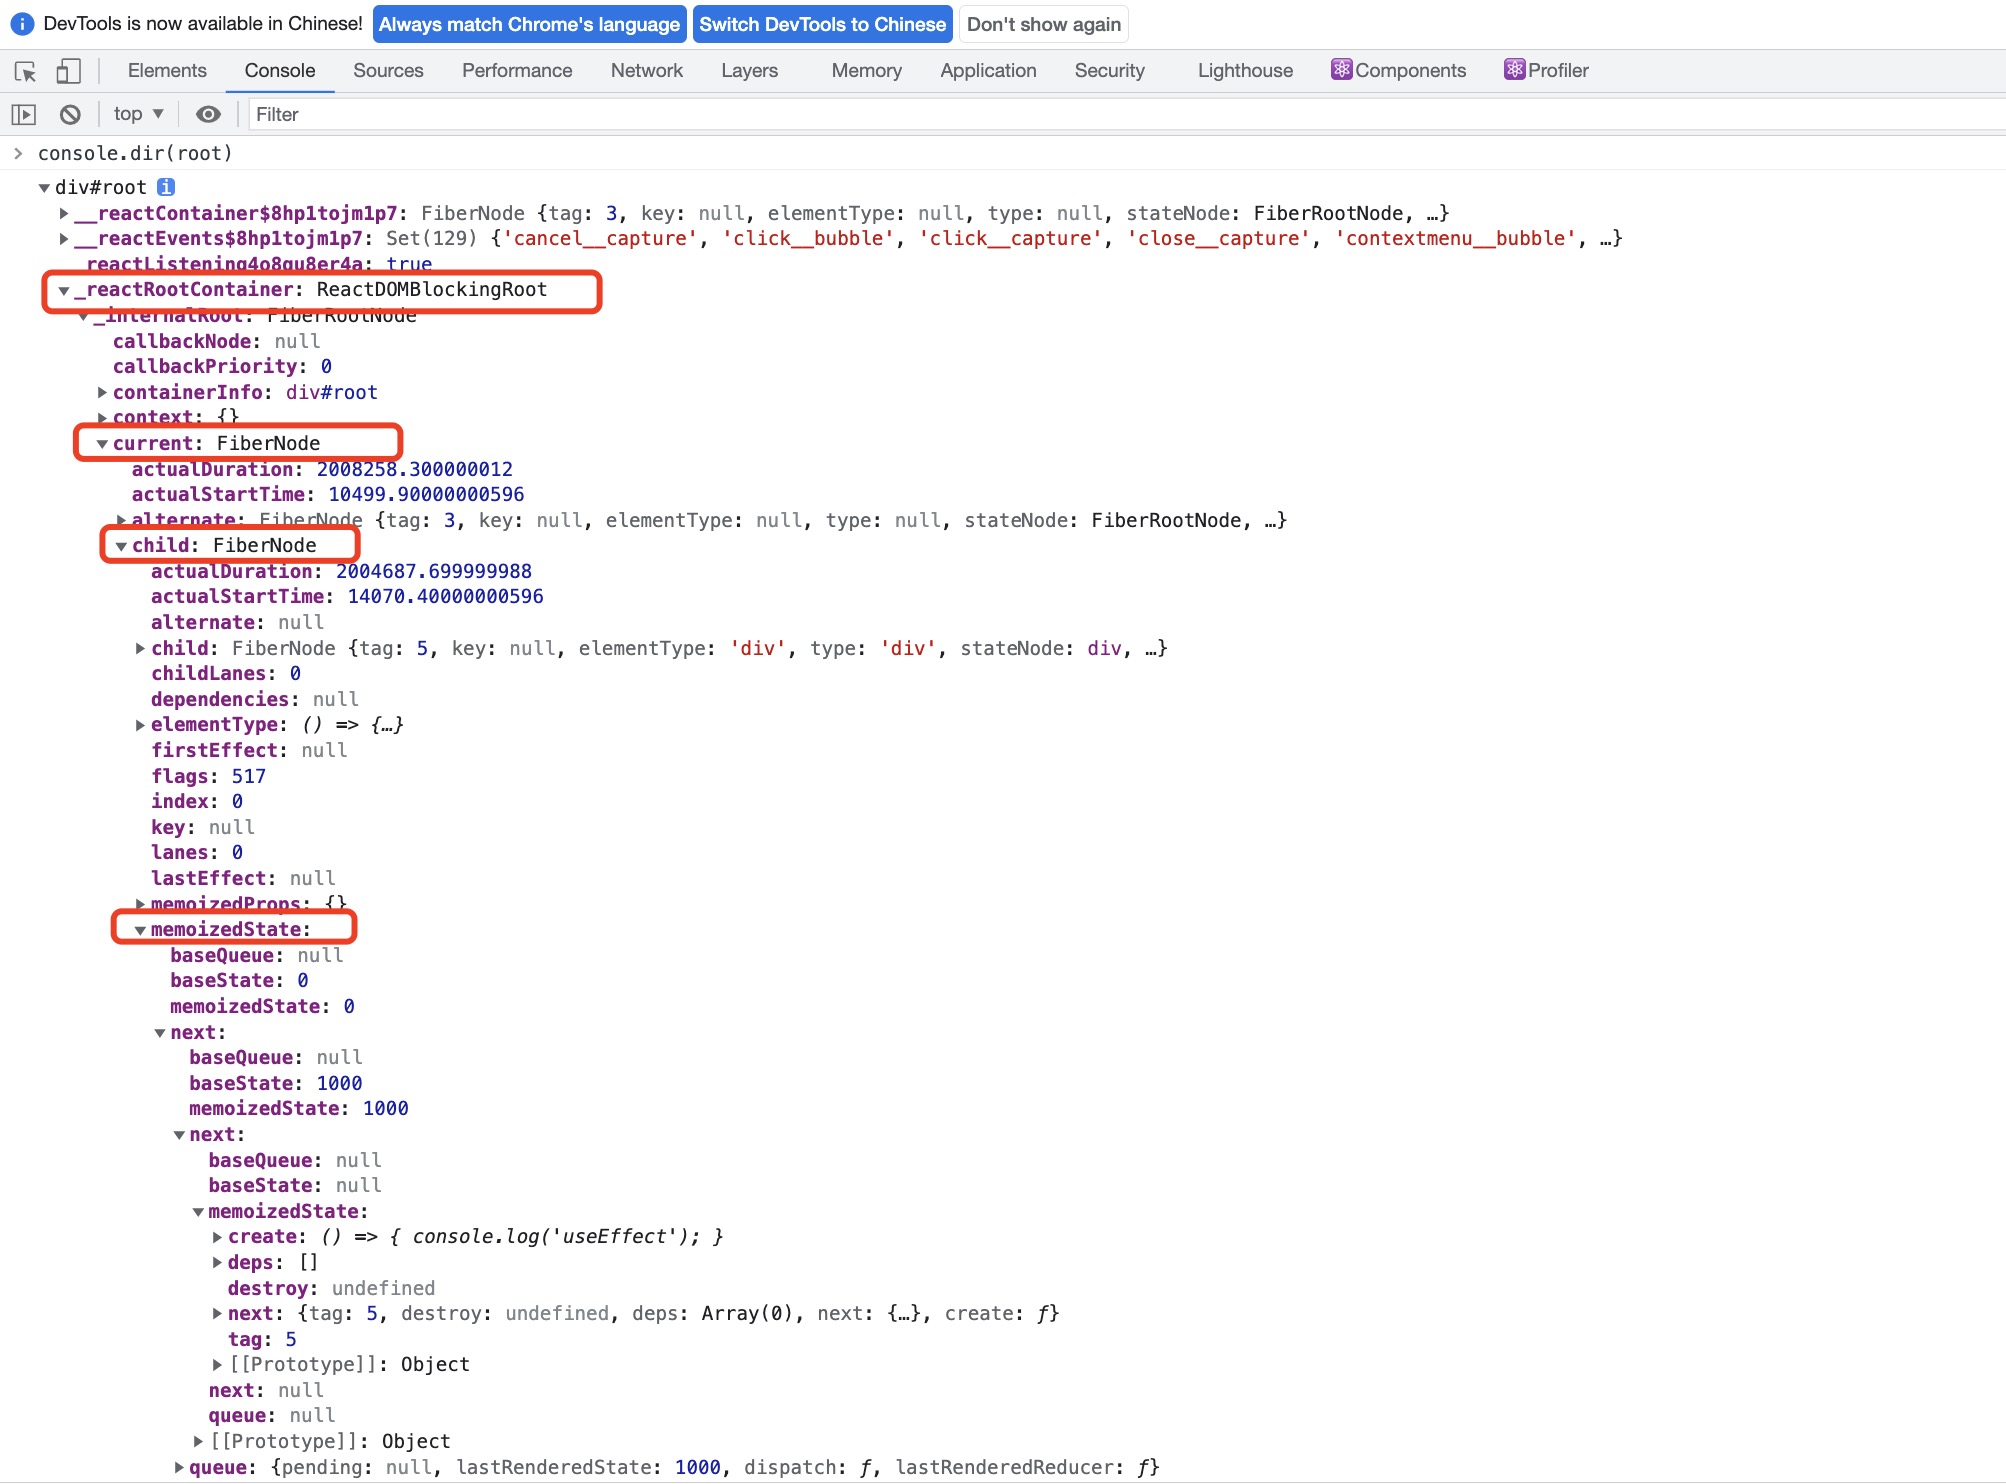 DevTools is now available in Chinese! Always match Chrome's language Switch DevTools to Chinese Don't show again
Elements Console Sources Performance Network Layers Memory Application Security Lighthouse Components Profiler
top Filter
console.dir(root)
div#root
__reactContainer$8hp1tojm1p7: FiberNode {tag: 3, key: null, elementType: null, type: null, stateNode: FiberRootNode, …}
__reactEvents$8hp1tojm1p7: Set(129) {'cancel__capture', 'click__bubble', 'click__capture', 'close__capture', 'contextmenu__bubble', …}
_reactListening4o8gu8er4a: true
_reactRootContainer: ReactDOMBlockingRoot
_internalRoot: FiberRootNode
callbackNode: null
callbackPriority: 0
containerInfo: div#root
context: {}
current: FiberNode
actualDuration: 2008258.300000012
actualStartTime: 10499.90000000596
alternate: FiberNode {tag: 3, key: null, elementType: null, type: null, stateNode: FiberRootNode, …}
child: FiberNode
actualDuration: 2004687.699999988
actualStartTime: 14070.40000000596
alternate: null
child: FiberNode {tag: 5, key: null, elementType: 'div', type: 'div', stateNode: div, …}
childLanes: 0
dependencies: null
elementType: () => {…}
firstEffect: null
flags: 517
index: 0
key: null
lanes: 0
lastEffect: null
memoizedProps: {}
memoizedState:
baseQueue: null
baseState: 0
memoizedState: 0
next:
baseQueue: null
baseState: 1000
memoizedState: 1000
next:
baseQueue: null
baseState: null
memoizedState:
create: () => { console.log('useEffect'); }
deps: []
destroy: undefined
next: {tag: 5, destroy: undefined, deps: Array(0), next: {…}, create: ƒ}
tag: 5
[[Prototype]]: Object
next: null
queue: null
[[Prototype]]: Object
queue: {pending: null, lastRenderedState: 1000, dispatch: ƒ, lastRenderedReducer: ƒ}